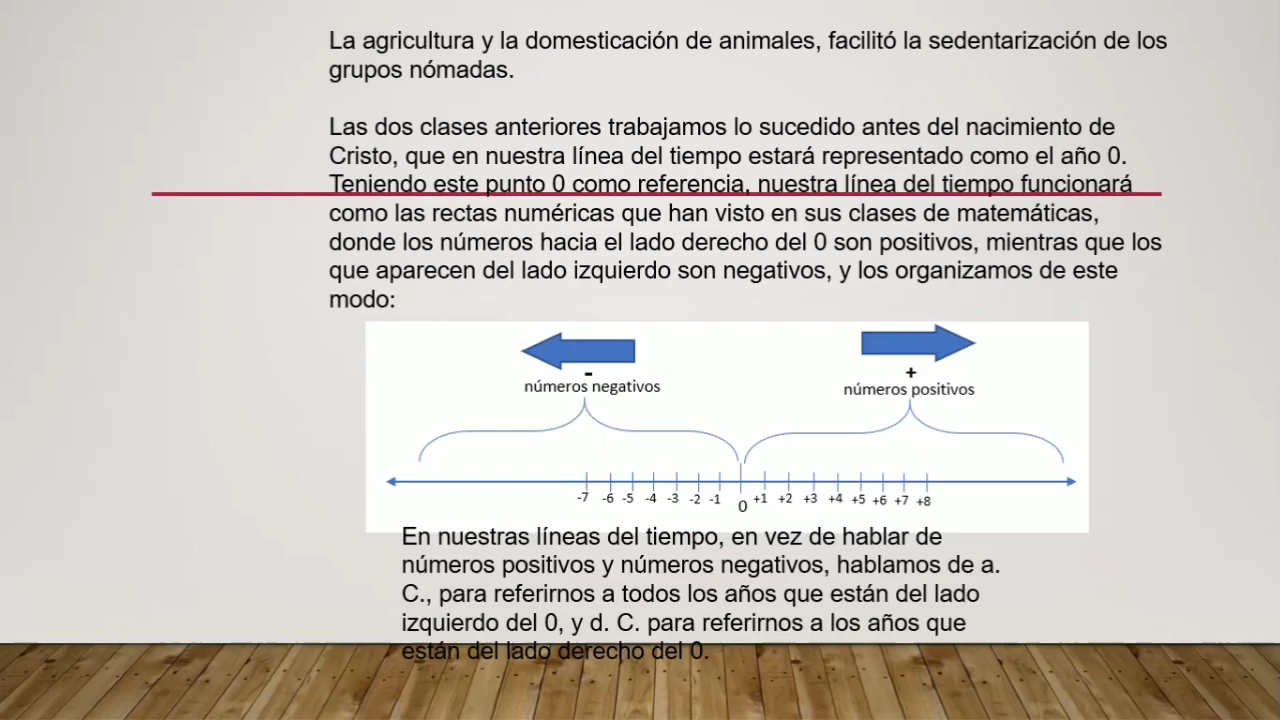 La agricultura y la domesticación de animales, facilitó la sedentarización de los
grupos nómadas.
Las dos clases anteriores trabajamos lo sucedido antes del nacimiento de
Cristo, que en nuestra línea del tiempo estará representado como el año 0.
Teniendo este punto 0 como referencia, nuestra línea del tiempo funcionará
como las rectas numéricas que han visto en sus clases de matemáticas,
donde los números hacia el lado derecho del 0 son positivos, mientras que los
que aparecen del lado izquierdo son negativos, y los organizamos de este
modo:
- +
números negativos números positivos
-7 -6 -5 -4 -3 -2 -1 0 +1 +2 +3 +4 +5 +6 +7 +8
En nuestras líneas del tiempo, en vez de hablar de
números positivos y números negativos, hablamos de a.
C., para referirnos a todos los años que están del lado
izquierdo del 0, y d. C. para referirnos a los años que
están del lado derecho del 0.